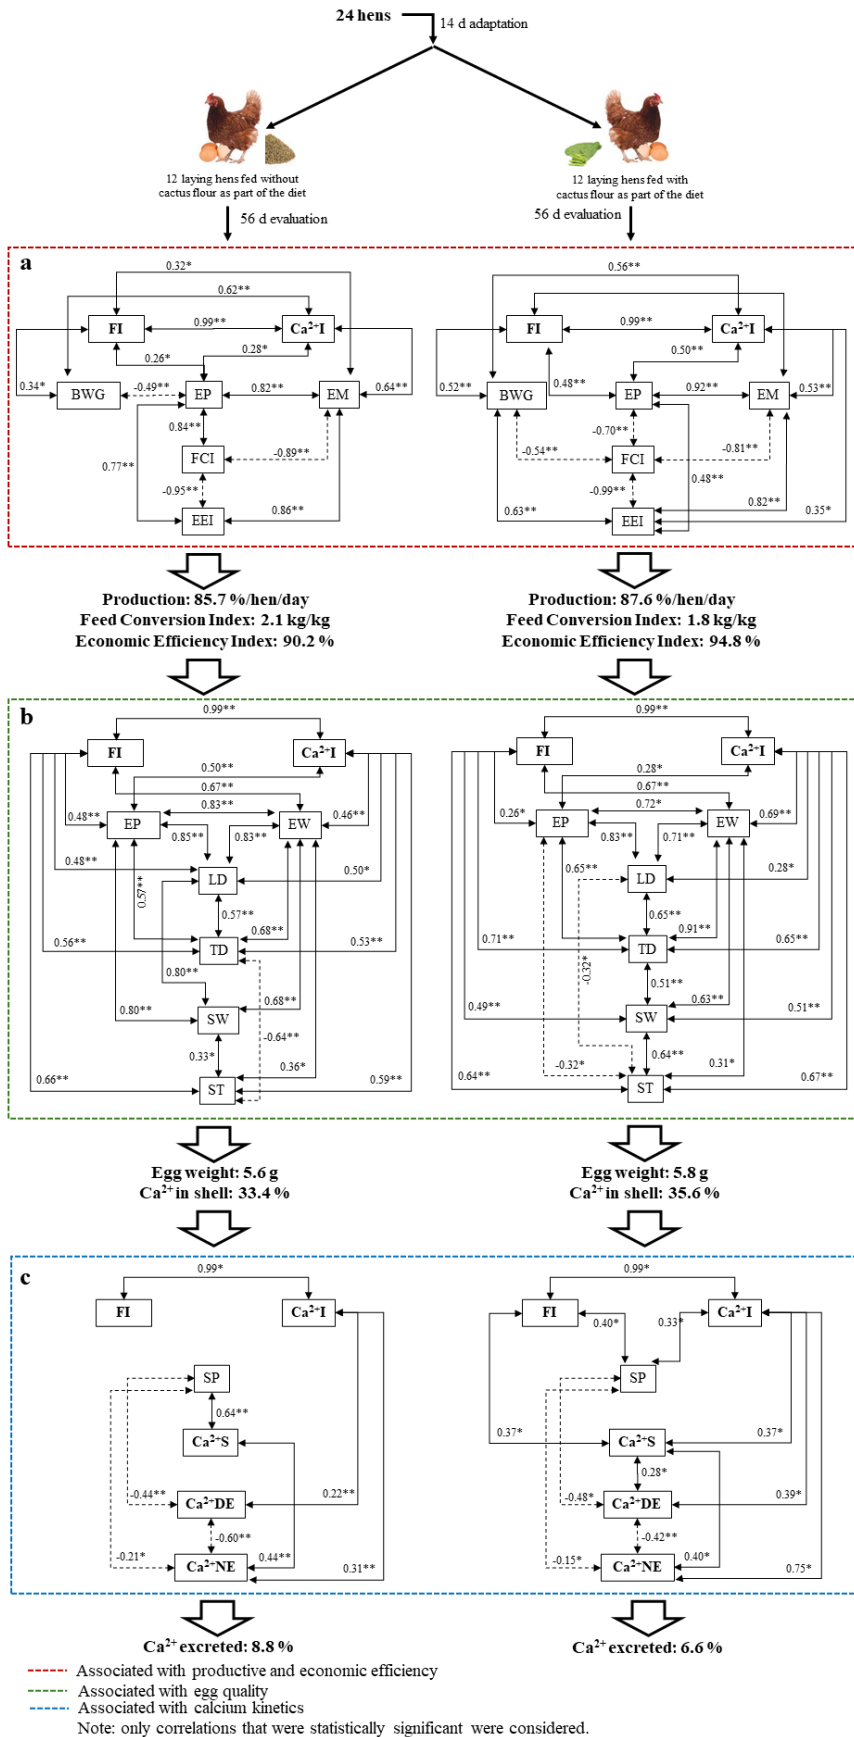 24 hens
14 d adaptation
12 laying hens fed without
cactus flour as part of the diet
12 laying hens fed with
cactus flour as part of the diet
56 d evaluation
56 d evaluation
a
0.32*
0.62**
FI
0.99**
Ca²⁺I
0.26*
0.28*
0.34*
BWG
-0.49**
EP
0.82**
EM
0.64**
0.84**
FCI
-0.89**
0.77**
-0.95**
EEI
0.86**
0.56**
FI
0.99**
Ca²⁺I
0.50**
0.52**
BWG
0.48**
EP
0.92**
EM
0.53**
-0.70**
-0.54**
FCI
-0.81**
0.48**
-0.99**
0.63**
EEI
0.82**
0.35*
Production: 85.7 %/hen/day
Feed Conversion Index: 2.1 kg/kg
Economic Efficiency Index: 90.2 %
Production: 87.6 %/hen/day
Feed Conversion Index: 1.8 kg/kg
Economic Efficiency Index: 94.8 %
b
0.99**
FI
Ca²⁺I
0.50**
0.67**
0.48**
EP
0.83**
EW
0.46**
0.85**
0.83**
0.48**
LD
0.50*
0.57**
0.57**
0.68**
0.56**
TD
0.53**
0.80**
0.80**
SW
0.68**
-0.64**
0.33*
0.36*
0.66**
ST
0.59**
0.99**
FI
Ca²⁺I
0.28*
0.67**
0.26*
EP
0.72*
EW
0.69**
0.83**
0.71**
0.65**
LD
0.28*
0.65**
0.91**
0.71**
TD
0.65**
-0.32*
0.51**
0.49**
SW
0.63**
0.51**
0.64**
-0.32*
0.31*
0.64**
ST
0.67**
Egg weight: 5.6 g
Ca²⁺ in shell: 33.4 %
Egg weight: 5.8 g
Ca²⁺ in shell: 35.6 %
c
0.99*
FI
Ca²⁺I
SP
0.64**
Ca²⁺S
-0.44**
Ca²⁺DE
0.22**
-0.60**
-0.21*
Ca²⁺NE
0.44**
0.31**
0.99*
FI
Ca²⁺I
0.40*
0.33*
SP
0.37*
Ca²⁺S
0.37*
0.28*
-0.48*
Ca²⁺DE
0.39*
-0.42**
-0.15*
Ca²⁺NE
0.40*
0.75*
Ca²⁺ excreted: 8.8 %
Ca²⁺ excreted: 6.6 %
Associated with productive and economic efficiency
Associated with egg quality
Associated with calcium kinetics
Note: only correlations that were statistically significant were considered.